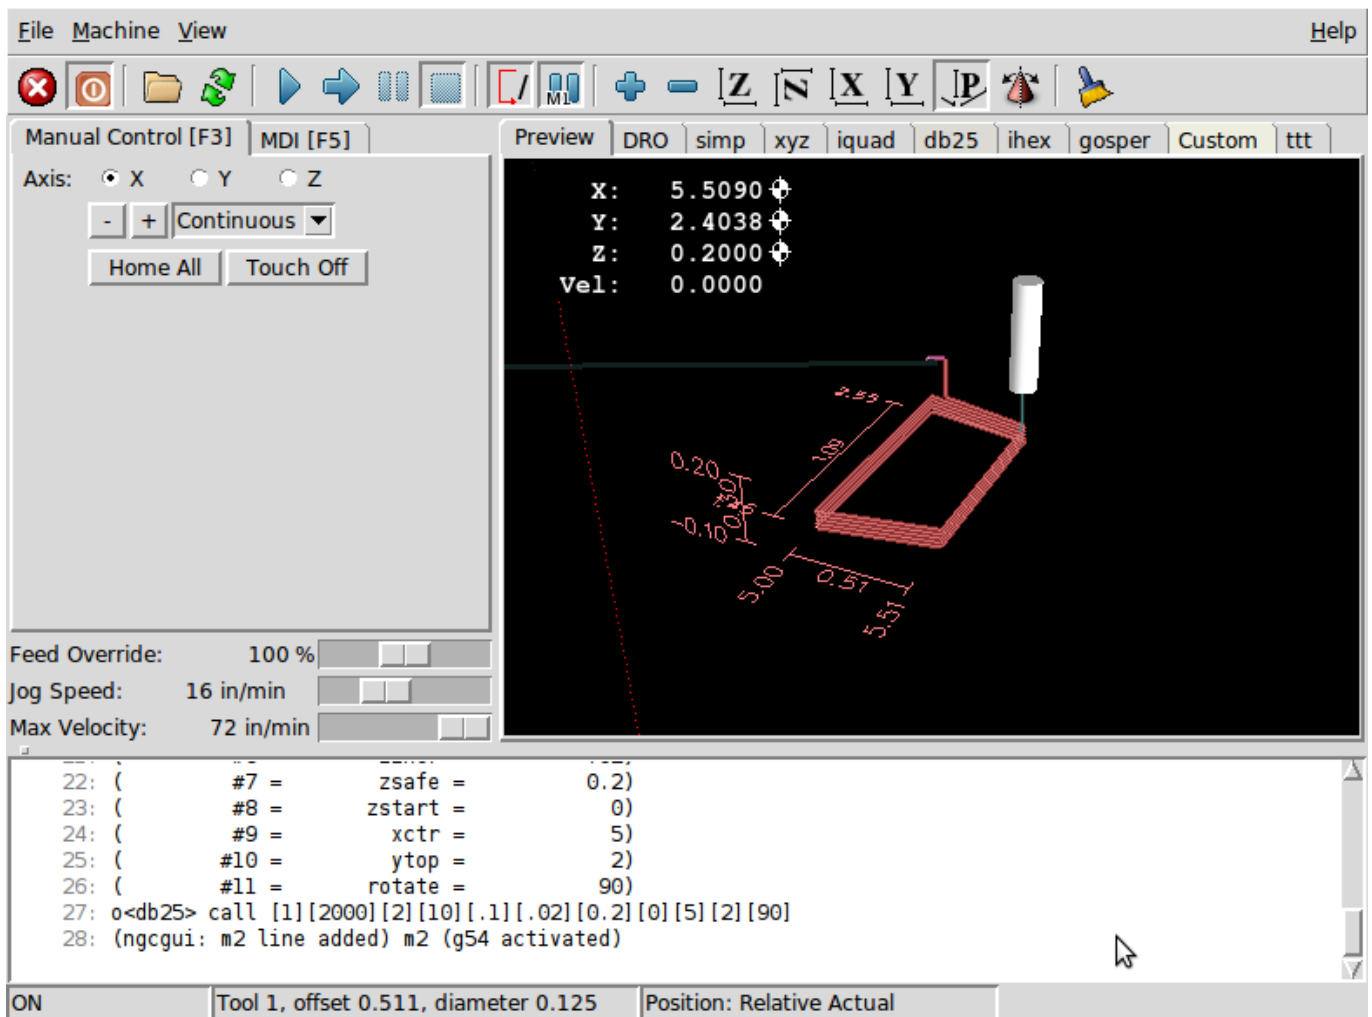 File Machine View Help
Z N X Y P
M1
Manual Control [F3] MDI [F5] Preview DRO simp xyz iquad db25 ihex gosper Custom ttt
Axis: X Y Z
- + Continuous
Home All Touch Off
X: 5.5090
Y: 2.4038
Z: 0.2000
Vel: 0.0000
2.55
0.20
-0.10
5.00
0.51
5.51
Feed Override: 100 %
Jog Speed: 16 in/min
Max Velocity: 72 in/min
22: ( #7 = zsafe = 0.2)
23: ( #8 = zstart = 0)
24: ( #9 = xctr = 5)
25: ( #10 = ytop = 2)
26: ( #11 = rotate = 90)
27: o<db25> call [1][2000][2][10][.1][.02][0.2][0][5][2][90]
28: (ngcgui: m2 line added) m2 (g54 activated)
ON Tool 1, offset 0.511, diameter 0.125 Position: Relative Actual